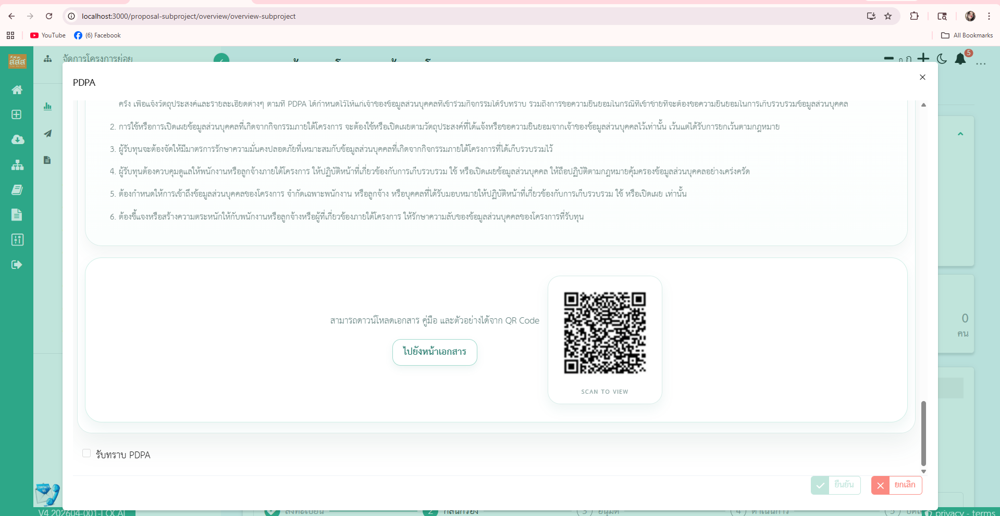 localhost:3000/proposal-subproject/overview/overview-subproject
YouTube
(6) Facebook
All Bookmarks
สสส
จัดการโครงการย่อย
ก ก
5
...
PDPA
ครั้ง เพื่อแจ้งวัตถุประสงค์และรายละเอียดต่างๆ ตามที่ PDPA ได้กำหนดไว้ให้แก่เจ้าของข้อมูลส่วนบุคคลที่เข้าร่วมกิจกรรมได้รับทราบ รวมถึงการขอความยินยอมในกรณีที่เข้าข่ายที่จะต้องขอความยินยอมในการเก็บรวบรวมข้อมูลส่วนบุคคล
2. การใช้หรือการเปิดเผยข้อมูลส่วนบุคคลที่เกิดจากกิจกรรมภายใต้โครงการ จะต้องใช้หรือเปิดเผยตามวัตถุประสงค์ที่ได้แจ้งหรือขอความยินยอมจากเจ้าของข้อมูลส่วนบุคคลไว้เท่านั้น เว้นแต่ได้รับการยกเว้นตามกฎหมาย
3. ผู้รับทุนจะต้องจัดให้มีมาตรการรักษาความมั่นคงปลอดภัยที่เหมาะสมกับข้อมูลส่วนบุคคลที่เกิดจากกิจกรรมภายใต้โครงการที่ได้เก็บรวบรวมไว้
4. ผู้รับทุนต้องควบคุมดูแลให้พนักงานหรือลูกจ้างภายใต้โครงการ ให้ปฏิบัติหน้าที่เกี่ยวข้องกับการเก็บรวบรวม ใช้ หรือเปิดเผยข้อมูลส่วนบุคคล ให้ถือปฏิบัติตามกฎหมายคุ้มครองข้อมูลส่วนบุคคลอย่างเคร่งครัด
5. ต้องกำหนดให้การเข้าถึงข้อมูลส่วนบุคคลของโครงการ จำกัดเฉพาะพนักงาน หรือลูกจ้าง หรือบุคคลที่ได้รับมอบหมายให้ปฏิบัติหน้าที่เกี่ยวข้องกับการเก็บรวบรวม ใช้ หรือเปิดเผย เท่านั้น
6. ต้องชี้แจงหรือสร้างความตระหนักให้กับพนักงานหรือลูกจ้างหรือผู้ที่เกี่ยวข้องภายใต้โครงการ ให้รักษาความลับของข้อมูลส่วนบุคคลของโครงการที่รับทุน
สามารถดาวน์โหลดเอกสาร คู่มือ และตัวอย่างได้จาก QR Code
ไปยังหน้าเอกสาร
SCAN TO VIEW
0
คน
รับทราบ PDPA
ยืนยัน
ยกเลิก
CONTACT US
V4.202604-001-LOCAL
ลงทะเบียน
2 กลั่นกรอง
3 อนุมัติ
4 ดำเนินการ
5
privacy - terms